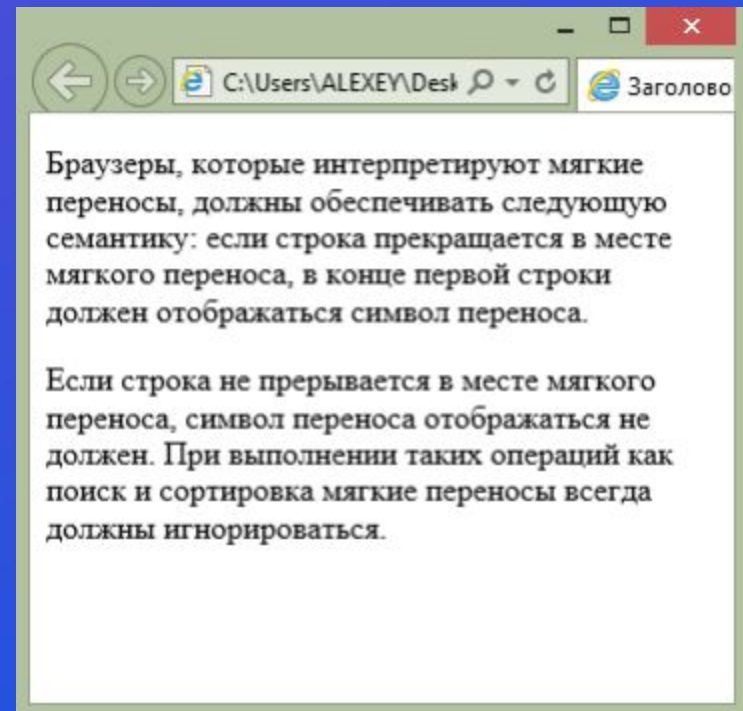 C:\Users\ALEXEY\Desk
Заголово
Браузеры, которые интерпретируют мягкие
переносы, должны обеспечивать следующую
семантику: если строка прекращается в месте
мягкого переноса, в конце первой строки
должен отображаться символ переноса.
Если строка не прерывается в месте мягкого
переноса, символ переноса отображаться не
должен. При выполнении таких операций как
поиск и сортировка мягкие переносы всегда
должны игнорироваться.